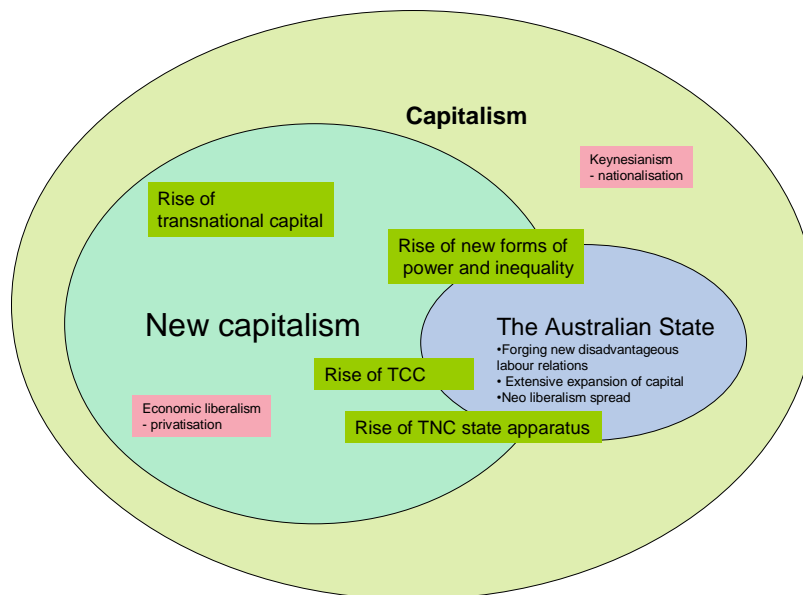 Capitalism
Keynesianism
- nationalisation
Rise of
transnational capital
Rise of new forms of
power and inequality
New capitalism
The Australian State
•Forging new disadvantageous
labour relations
• Extensive expansion of capital
•Neo liberalism spread
Rise of TCC
Economic liberalism
- privatisation
Rise of TNC state apparatus